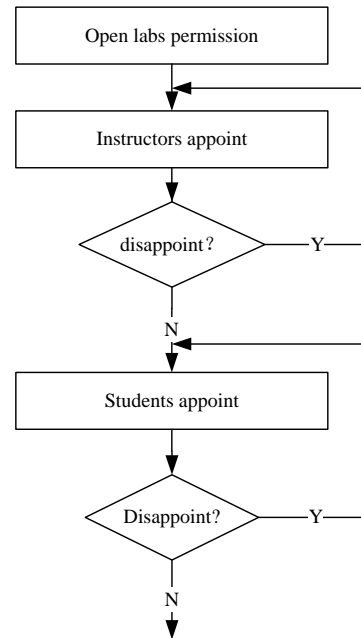 Open labs permission
Instructors appoint
disappoint？
Y
N
Students appoint
Disappoint?
Y
N